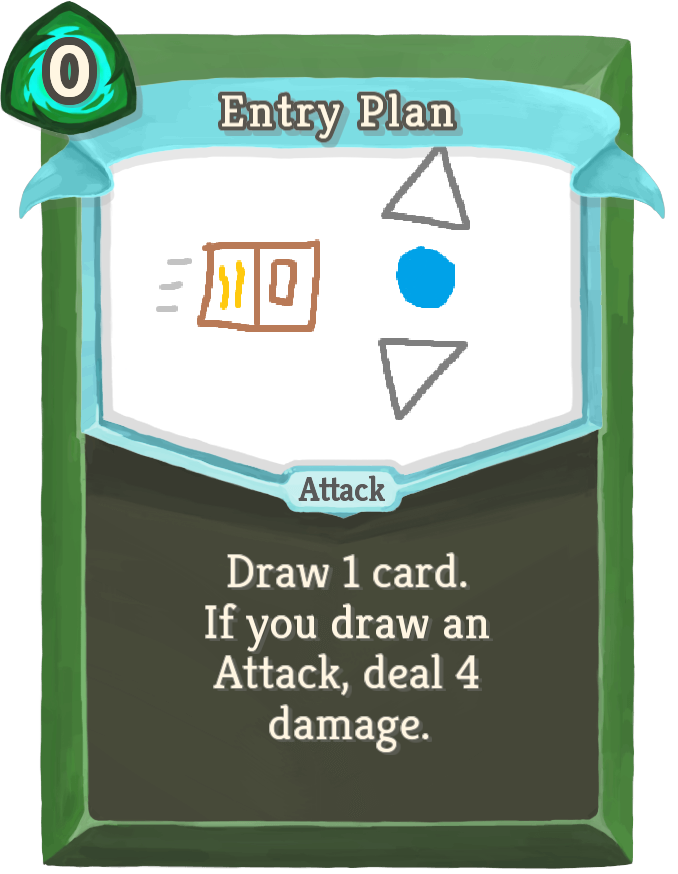 0
Entry Plan
Attack
Draw 1 card.
If you draw an
Attack, deal 4
damage.